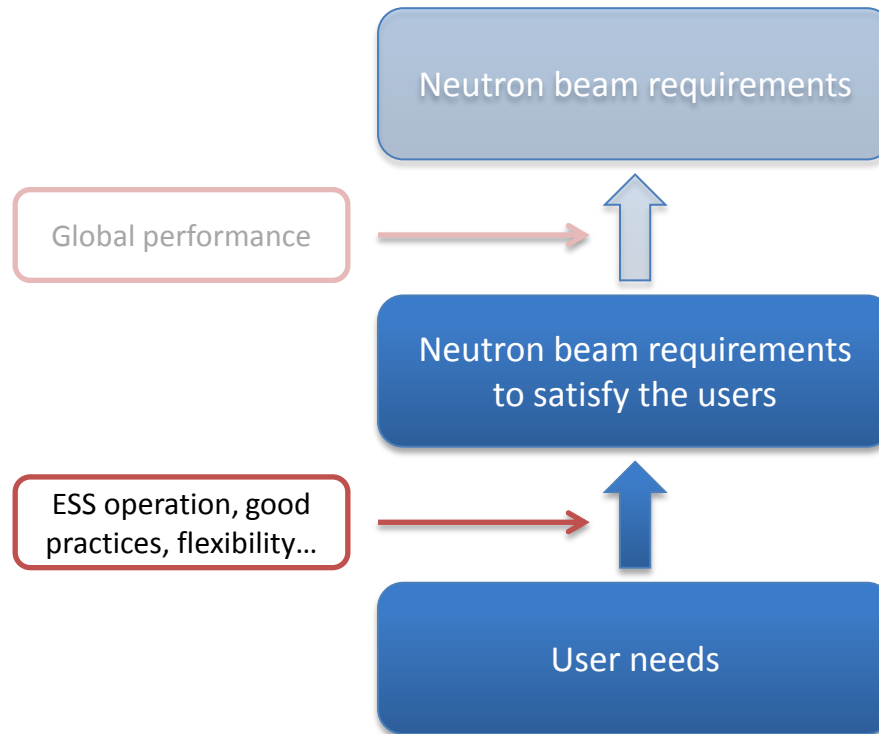 Neutron beam requirements
Global performance
Neutron beam requirements
to satisfy the users
ESS operation, good
practices, flexibility…
User needs